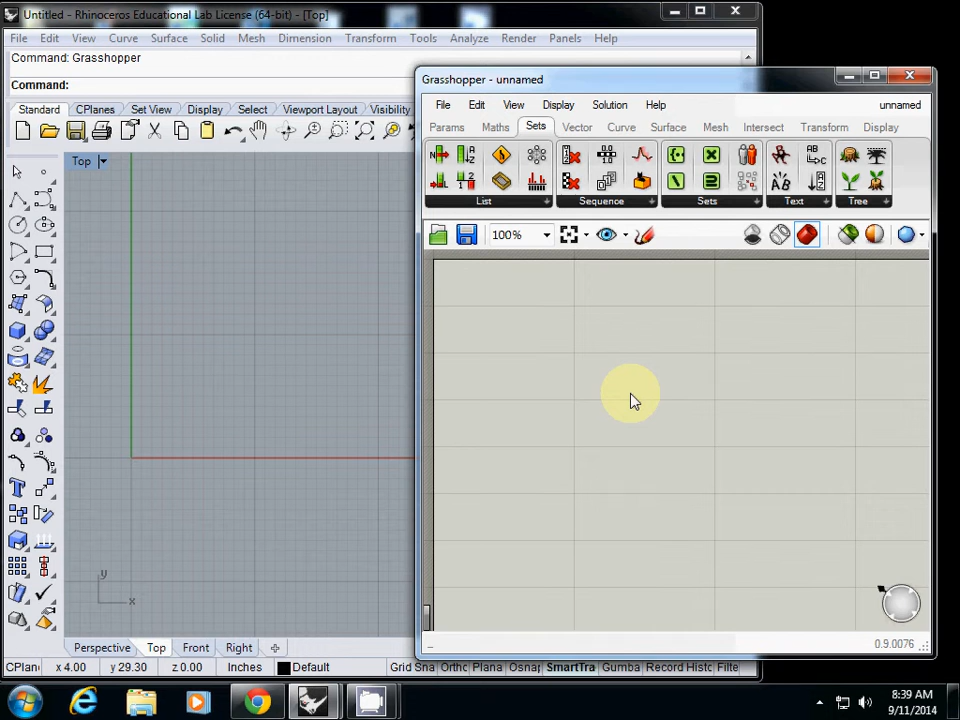 Untitled - Rhinoceros Educational Lab License (64-bit) - [Top]
File Edit View Curve Surface Solid Mesh Dimension Transform Tools Analyze Render Panels Help
Command: Grasshopper
Command:
Standard CPlanes Set View Display Select Viewport Layout Visibility
Top
Grasshopper - unnamed
File Edit View Display Solution Help unnamed
Params Maths Sets Vector Curve Surface Mesh Intersect Transform Display
List Sequence Sets Text Tree
100%
y
x
0.9.0076
Perspective Top Front Right
CPlane x 4.00 y 29.30 z 0.00 Inches Default Grid Sna Ortho Plana Osnap SmartTra Gumba Record Histo Filte
8:39 AM
9/11/2014